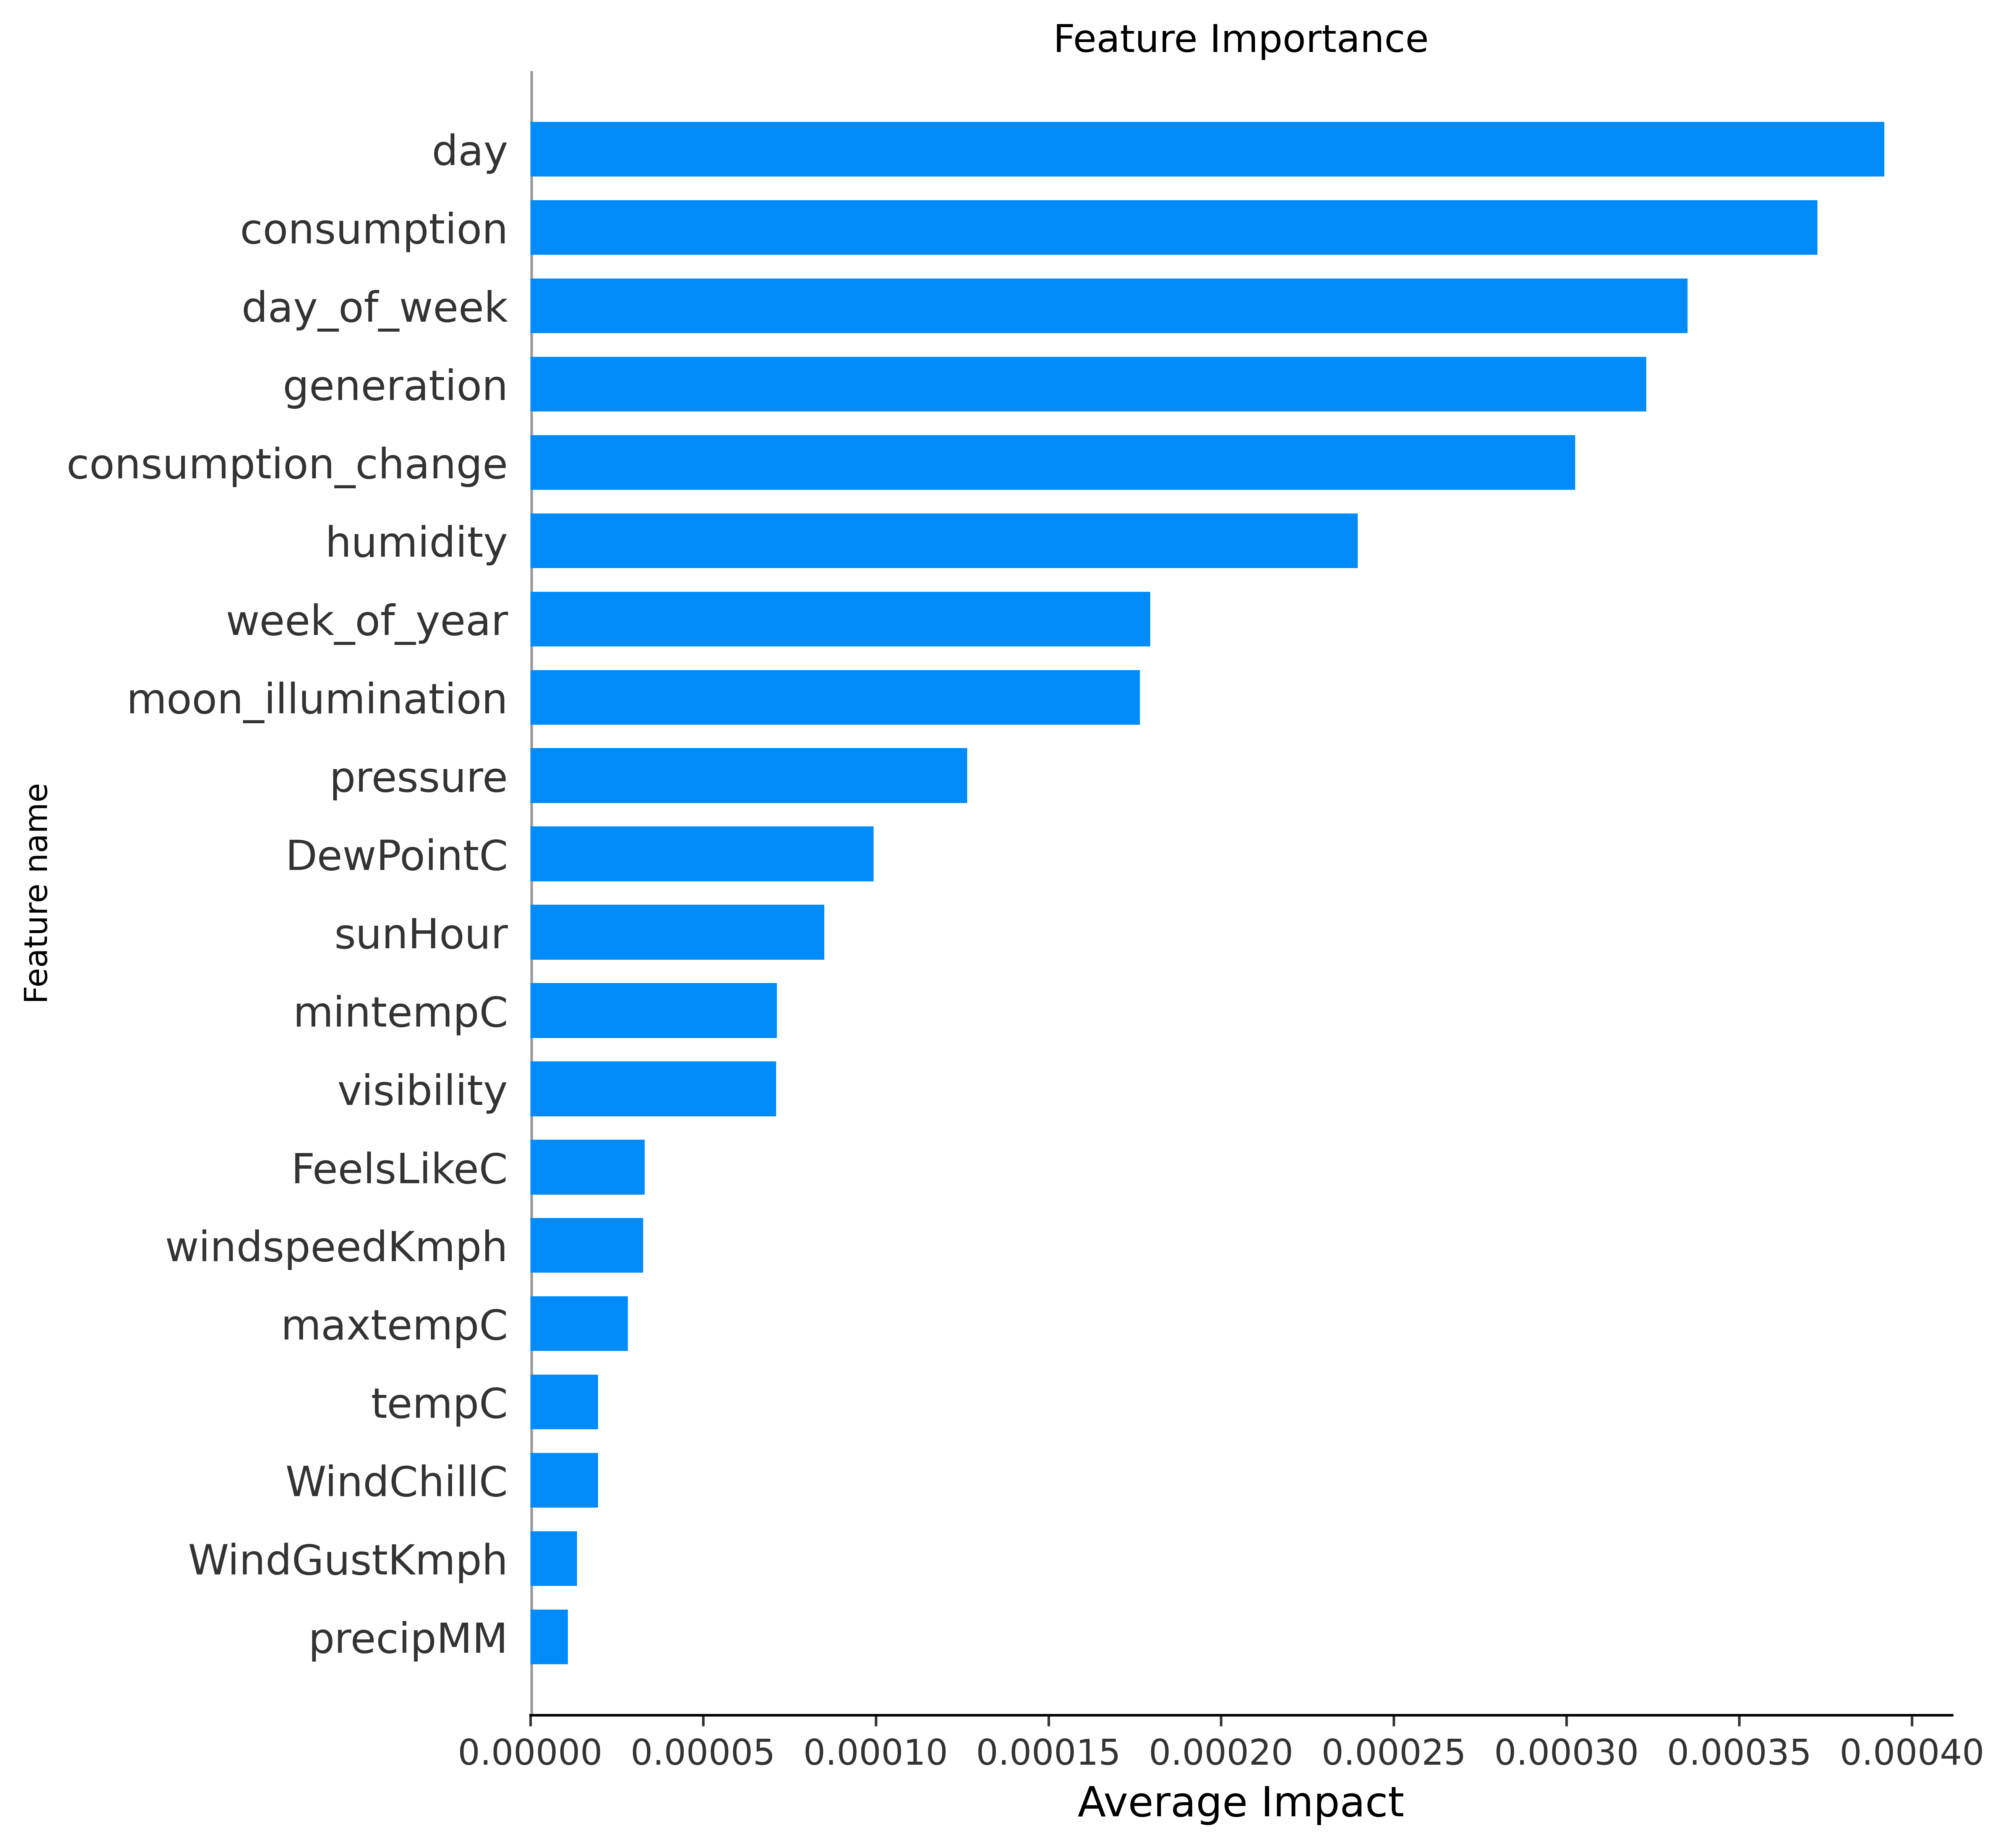 Feature Importance
day
consumption
day_of_week
generation
consumption_change
humidity
week_of_year
moon_illumination
pressure
DewPointC
sunHour
mintempC
visibility
FeelsLikeC
windspeedKmph
maxtempC
tempC
WindChillC
WindGustKmph
precipMM
Feature name
0.00000 0.00005 0.00010 0.00015 0.00020 0.00025 0.00030 0.00035 0.00040
Average Impact